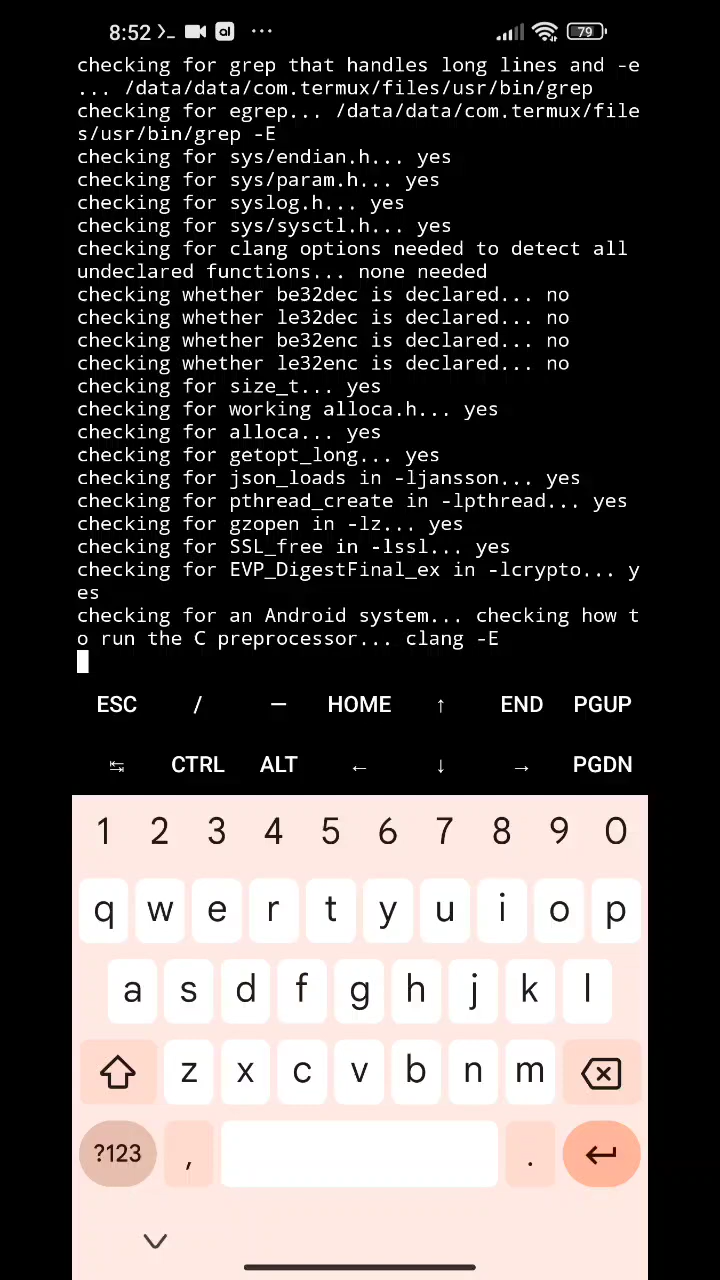 8:52
79
checking for grep that handles long lines and -e
... /data/data/com.termux/files/usr/bin/grep
checking for egrep... /data/data/com.termux/file
s/usr/bin/grep -E
checking for sys/endian.h... yes
checking for sys/param.h... yes
checking for syslog.h... yes
checking for sys/sysctl.h... yes
checking for clang options needed to detect all
undeclared functions... none needed
checking whether be32dec is declared... no
checking whether le32dec is declared... no
checking whether be32enc is declared... no
checking whether le32enc is declared... no
checking for size_t... yes
checking for working alloca.h... yes
checking for alloca... yes
checking for getopt_long... yes
checking for json_loads in -ljansson... yes
checking for pthread_create in -lpthread... yes
checking for gzopen in -lz... yes
checking for SSL_free in -lssl... yes
checking for EVP_DigestFinal_ex in -lcrypto... y
es
checking for an Android system... checking how t
o run the C preprocessor... clang -E
ESC / — HOME ↑ END PGUP
↹ CTRL ALT ← ↓ → PGDN
1 2 3 4 5 6 7 8 9 0
q w e r t y u i o p
a s d f g h j k l
z x c v b n m
?123 , .